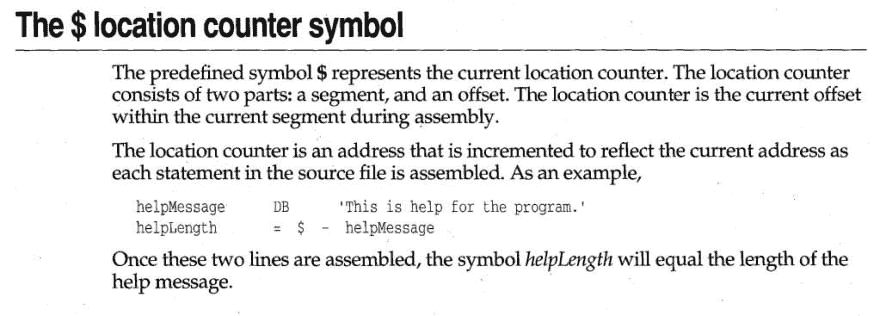 The $ location counter symbol
The predefined symbol $ represents the current location counter. The location counter
consists of two parts: a segment, and an offset. The location counter is the current offset
within the current segment during assembly.
The location counter is an address that is incremented to reflect the current address as
each statement in the source file is assembled. As an example,
helpMessage DB 'This is help for the program.'
helpLength = $ - helpMessage
Once these two lines are assembled, the symbol helpLength will equal the length of the
help message.